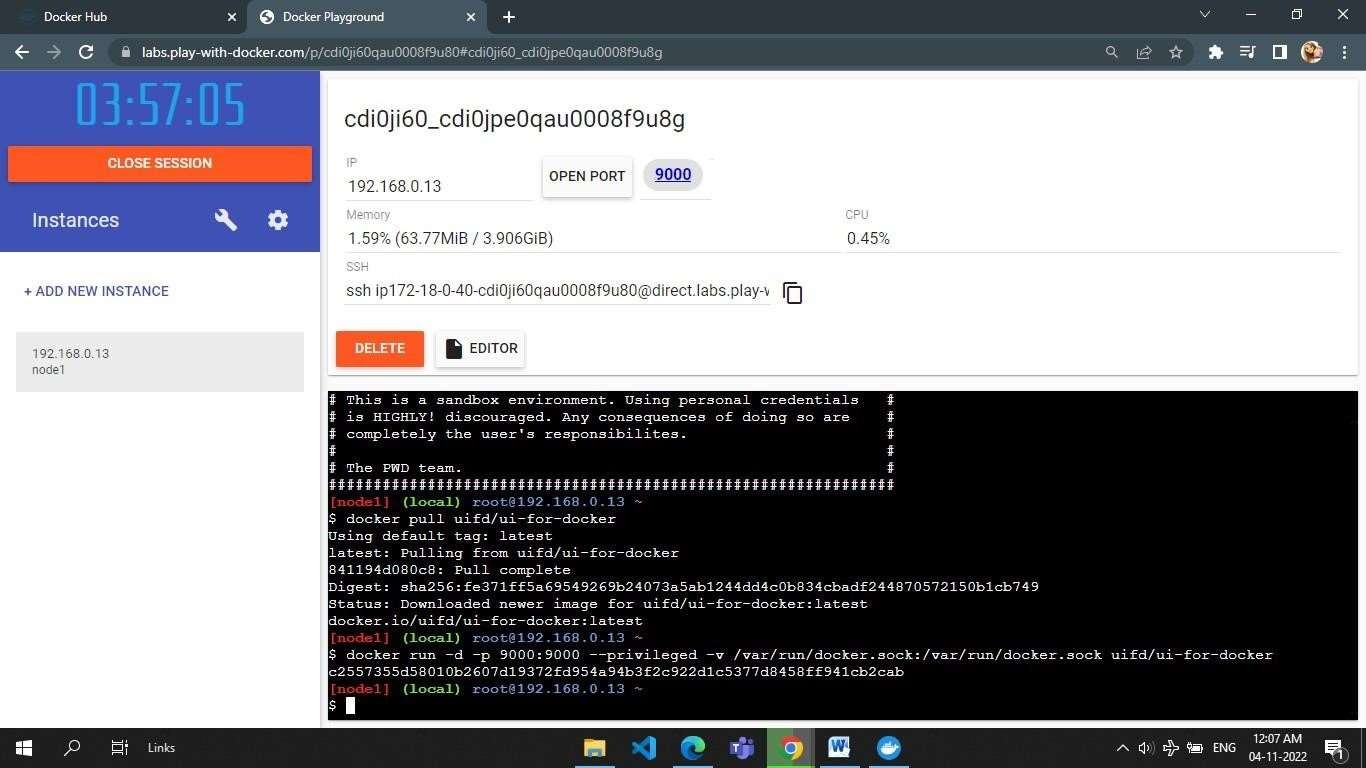 Docker Hub
Docker Playground
labs.play-with-docker.com/p/cdi0ji60qau0008f9u80#cdi0ji60_cdi0jpe0qau0008f9u8g
03:57:05
CLOSE SESSION
Instances
+ ADD NEW INSTANCE
192.168.0.13
node1
cdi0ji60_cdi0jpe0qau0008f9u8g
IP
192.168.0.13
OPEN PORT
9000
Memory
1.59% (63.77MiB / 3.906GiB)
CPU
0.45%
SSH
ssh ip172-18-0-40-cdi0ji60qau0008f9u80@direct.labs.play-w
DELETE
EDITOR
# This is a sandbox environment. Using personal credentials #
# is HIGHLY! discouraged. Any consequences of doing so are #
# completely the user's responsibilites. #
# #
# The PWD team. #
###############################################################
[node1] (local) root@192.168.0.13 ~
$ docker pull uifd/ui-for-docker
Using default tag: latest
latest: Pulling from uifd/ui-for-docker
841194d080c8: Pull complete
Digest: sha256:fe371ff5a69549269b24073a5ab1244dd4c0b834cbadf244870572150b1cb749
Status: Downloaded newer image for uifd/ui-for-docker:latest
docker.io/uifd/ui-for-docker:latest
[node1] (local) root@192.168.0.13 ~
$ docker run -d -p 9000:9000 --privileged -v /var/run/docker.sock:/var/run/docker.sock uifd/ui-for-docker
c2557355d58010b2607d19372fd954a94b3f2c922d1c5377d8458ff941cb2cab
[node1] (local) root@192.168.0.13 ~
$
Links
ENG
12:07 AM
04-11-2022
1